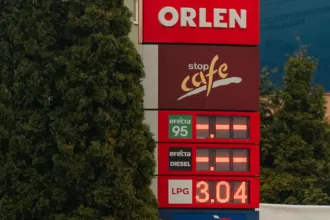 ORLEN
stop
cafe
efecta
95
-.--
efecta
DIESEL
-.--
LPG
3.04